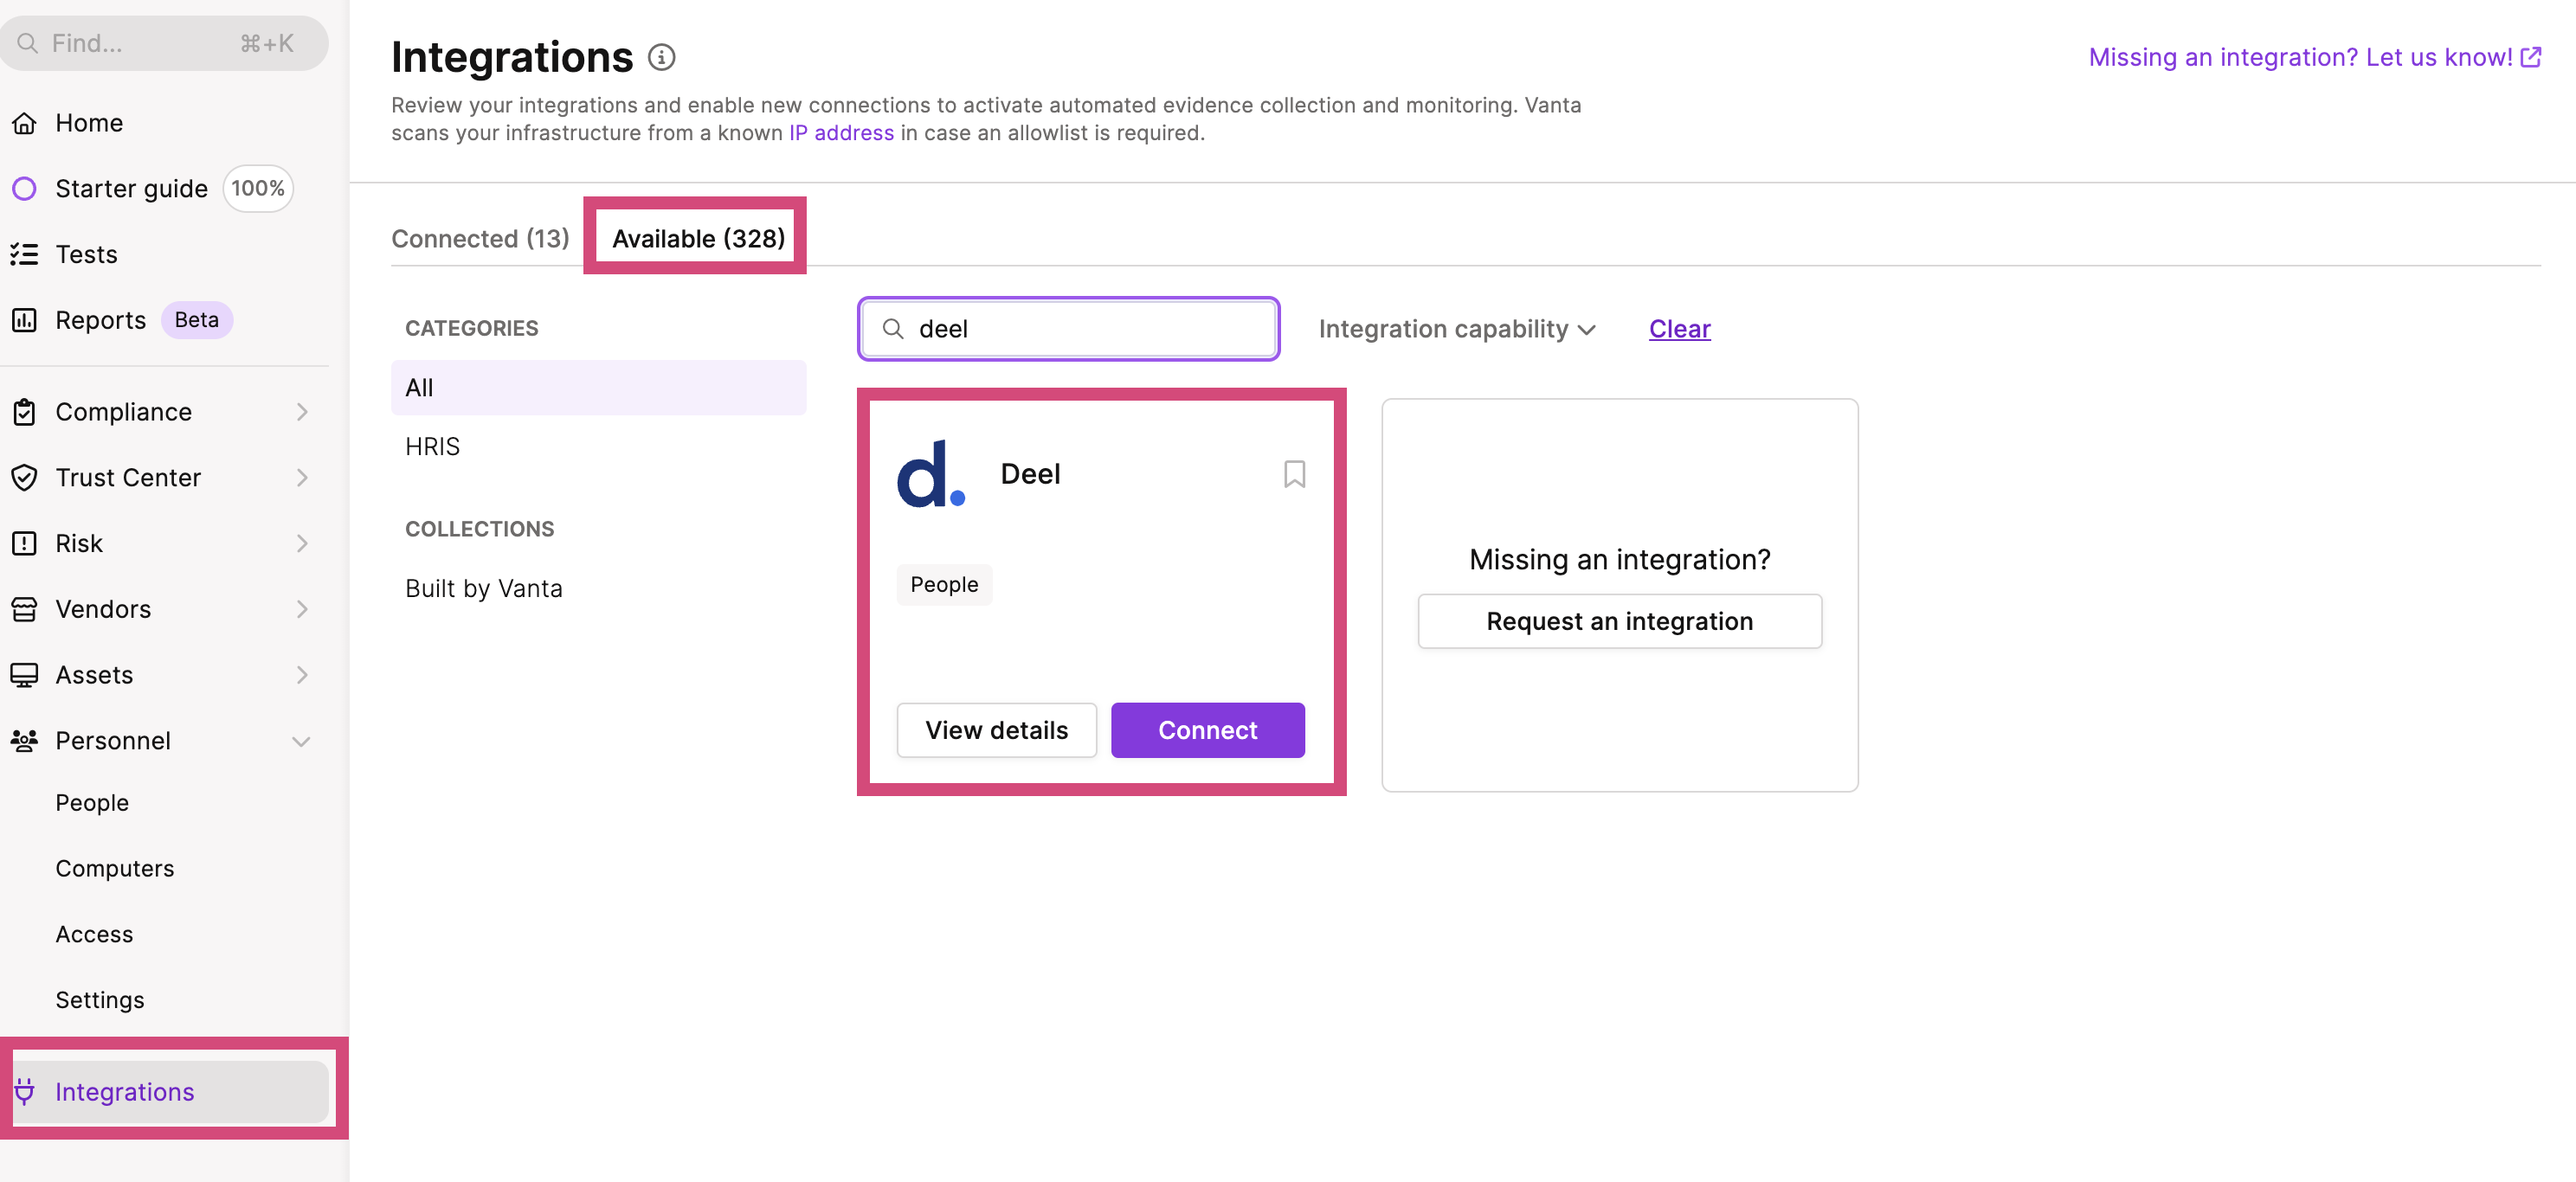 Find... ⌘+K
Home
Starter guide 100%
Tests
Reports Beta
Compliance
Trust Center
Risk
Vendors
Assets
Personnel
People
Computers
Access
Settings
Integrations
Integrations
Missing an integration? Let us know!
Review your integrations and enable new connections to activate automated evidence collection and monitoring. Vanta
scans your infrastructure from a known IP address in case an allowlist is required.
Connected (13) Available (328)
CATEGORIES
All
HRIS
COLLECTIONS
Built by Vanta
deel
Integration capability
Clear
d.
Deel
People
View details
Connect
Missing an integration?
Request an integration